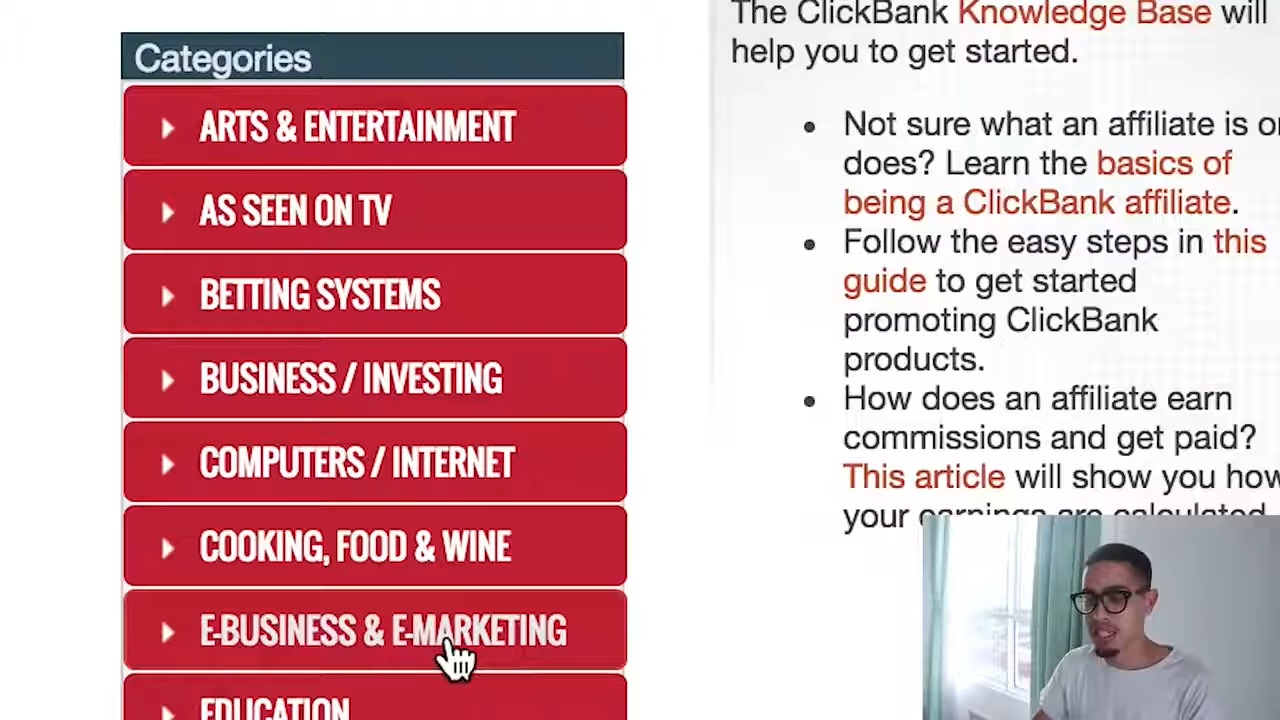 Categories
ARTS & ENTERTAINMENT
AS SEEN ON TV
BETTING SYSTEMS
BUSINESS / INVESTING
COMPUTERS / INTERNET
COOKING, FOOD & WINE
E-BUSINESS & E-MARKETING
EDUCATION
The ClickBank Knowledge Base will
help you to get started.
Not sure what an affiliate is or
does? Learn the basics of
being a ClickBank affiliate.
Follow the easy steps in this
guide to get started
promoting ClickBank
products.
How does an affiliate earn
commissions and get paid?
This article will show you how
your earnings are calculated